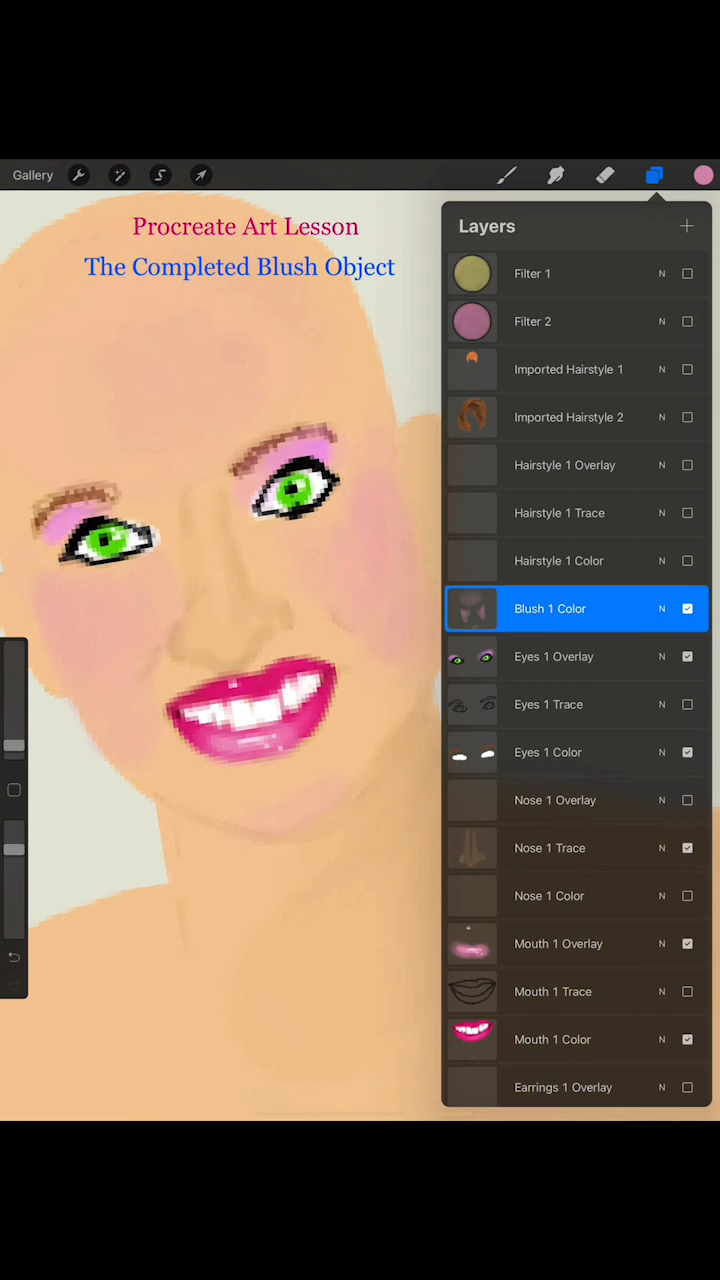 Gallery
Procreate Art Lesson
The Completed Blush Object
Layers
Filter 1 N
Filter 2 N
Imported Hairstyle 1 N
Imported Hairstyle 2 N
Hairstyle 1 Overlay N
Hairstyle 1 Trace N
Hairstyle 1 Color N
Blush 1 Color N
Eyes 1 Overlay N
Eyes 1 Trace N
Eyes 1 Color N
Nose 1 Overlay N
Nose 1 Trace N
Nose 1 Color N
Mouth 1 Overlay N
Mouth 1 Trace N
Mouth 1 Color N
Earrings 1 Overlay N